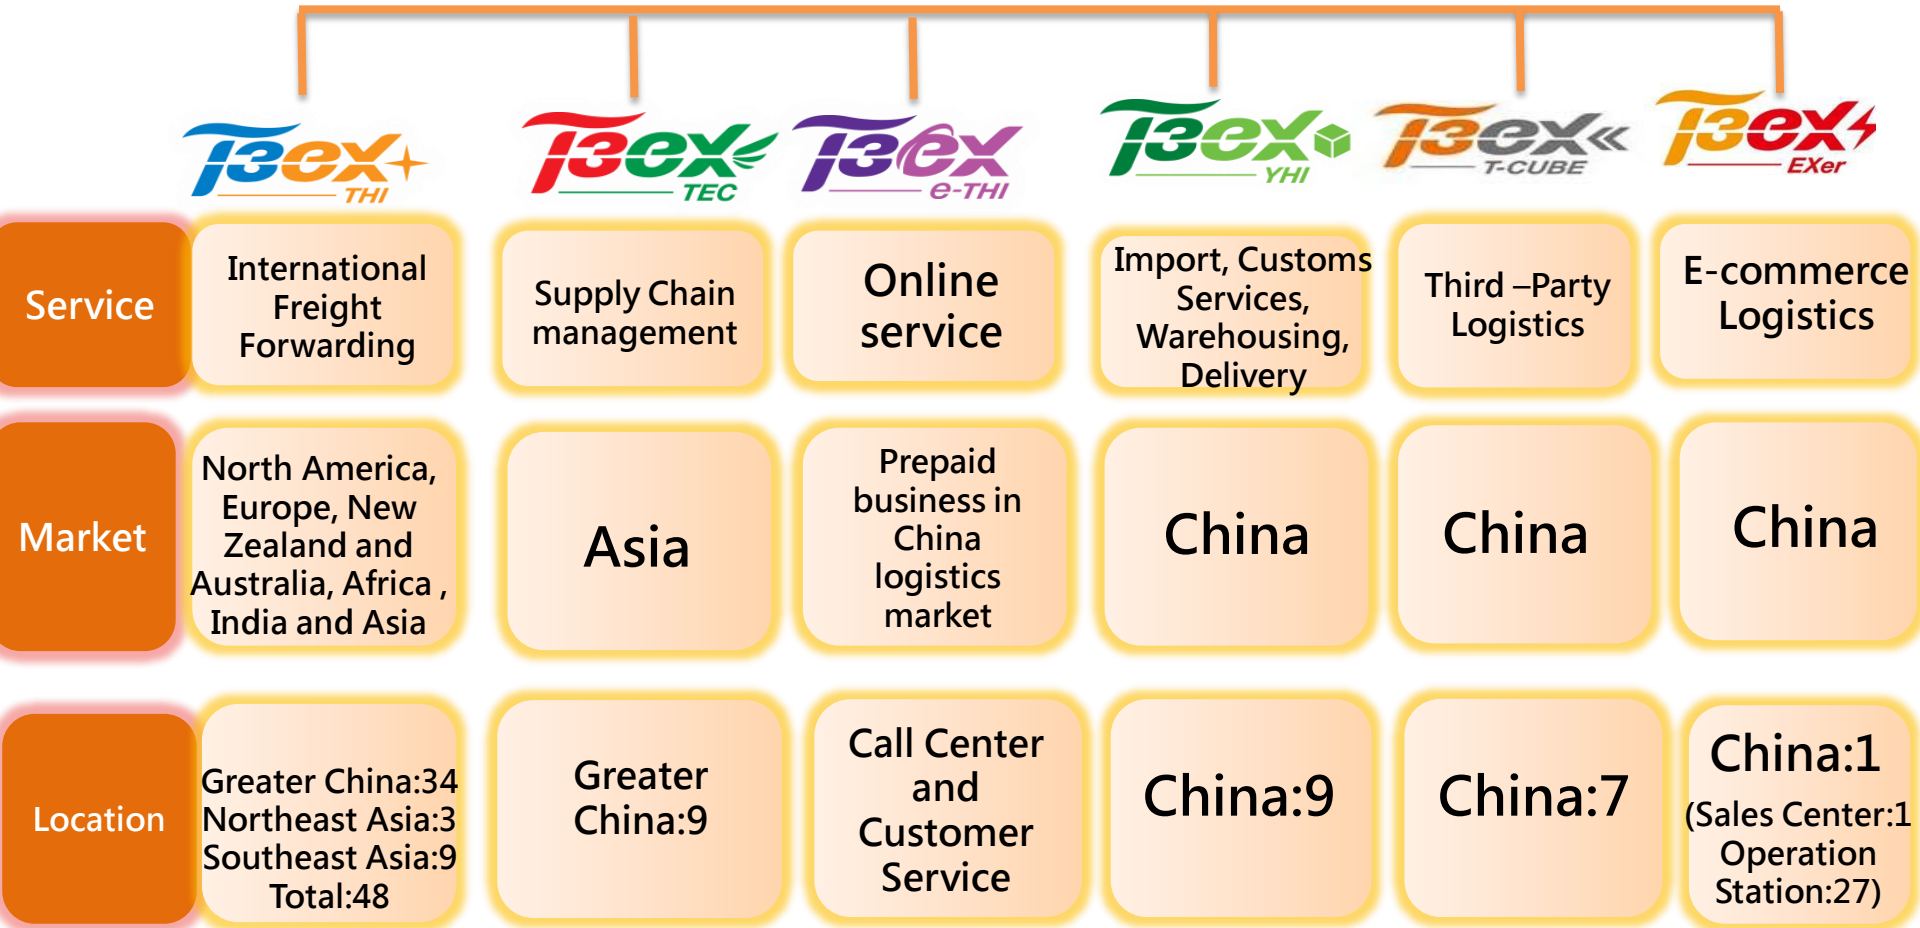 T3ex
THI
T3ex
TEC
T3ex
e-THI
T3ex
YHI
T3ex
T-CUBE
T3ex
EXer
Service
International
Freight
Forwarding
Supply Chain
management
Online
service
Import, Customs
Services,
Warehousing,
Delivery
Third –Party
Logistics
E-commerce
Logistics
Market
North America,
Europe, New
Zealand and
Australia, Africa ,
India and Asia
Asia
Prepaid
business in
China
logistics
market
China
China
China
Location
Greater China:34
Northeast Asia:3
Southeast Asia:9
Total:48
Greater
China:9
Call Center
and
Customer
Service
China:9
China:7
China:1
(Sales Center:1
Operation
Station:27)